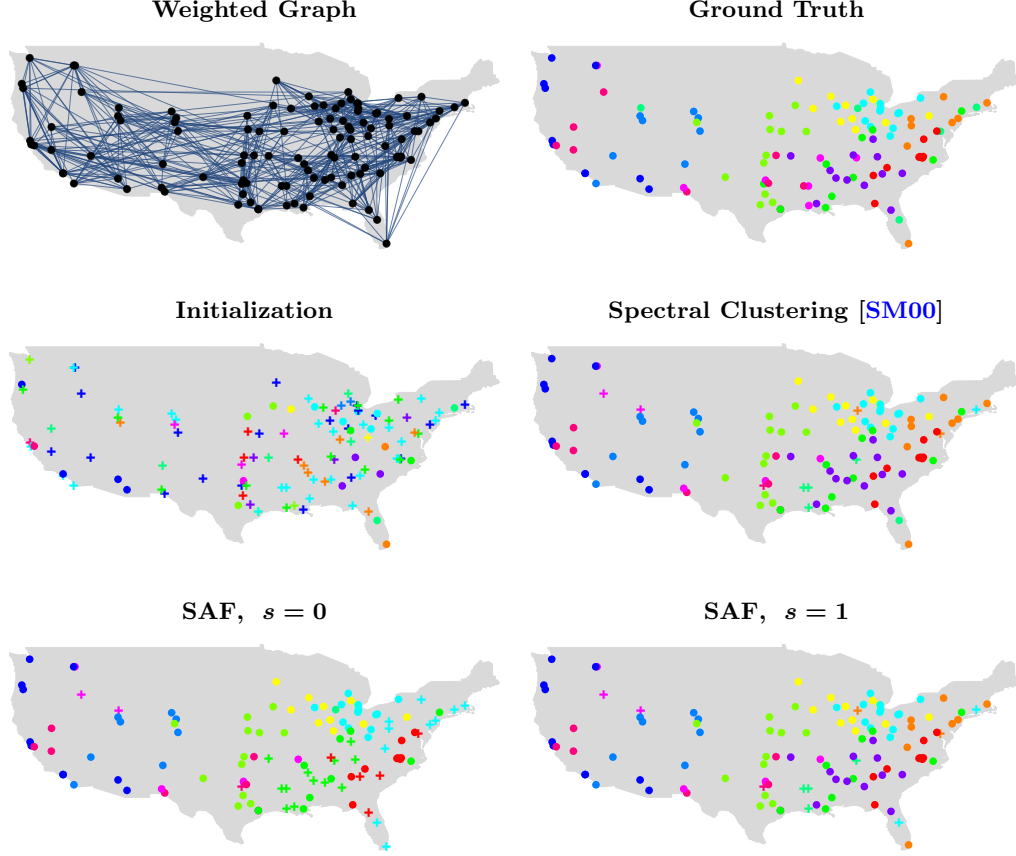 Weighted Graph
Ground Truth
Initialization
Spectral Clustering [SM00]
SAF, s = 0
SAF, s = 1